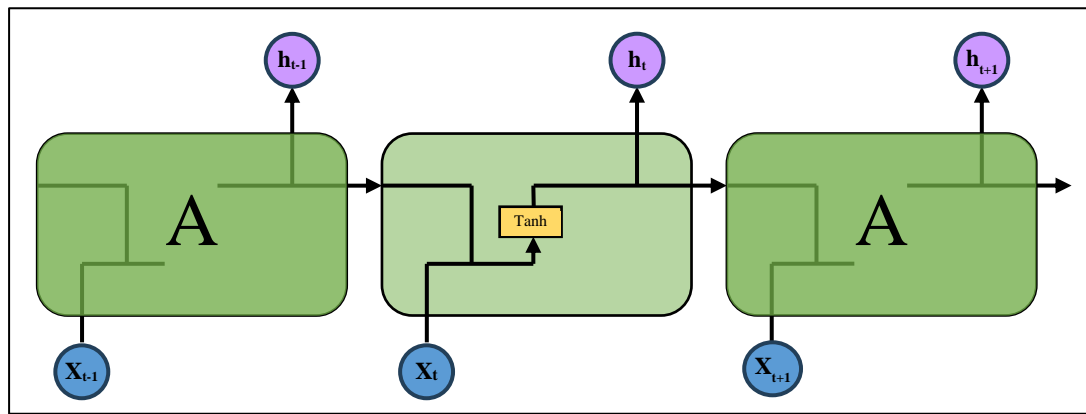 h_{t-1} h_t h_{t+1}
A A
Tanh
X_{t-1} X_t X_{t+1}